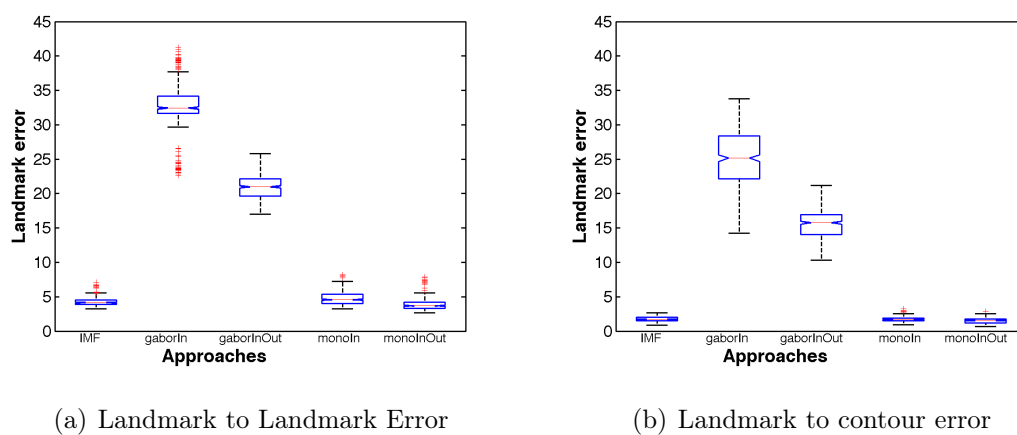 45
40
35
30
25
20
15
10
5
0
Landmark error
IMF gaborIn gaborInOut monoIn monoInOut
Approaches
(a) Landmark to Landmark Error
45
40
35
30
25
20
15
10
5
0
Landmark error
IMF gaborIn gaborInOut monoIn monoInOut
Approaches
(b) Landmark to contour error